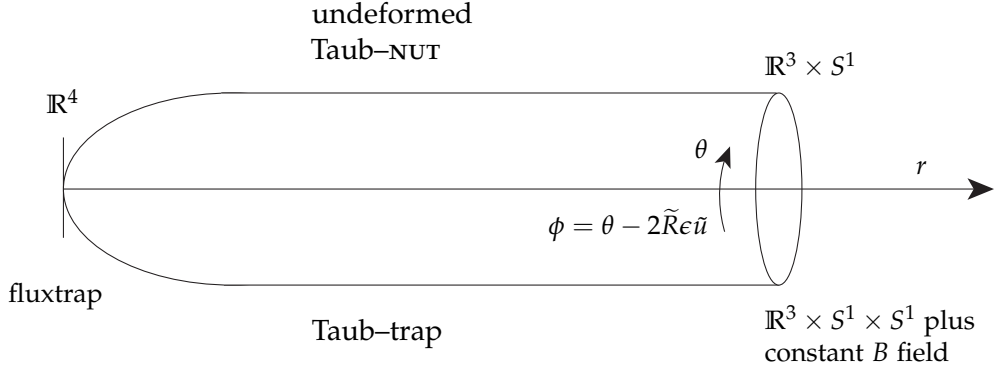 undeformed
Taub–NUT
ℝ³ × S¹
ℝ⁴
θ
r
ϕ = θ − 2R̃ϵũ
fluxtrap
Taub–trap
ℝ³ × S¹ × S¹ plus
constant B field